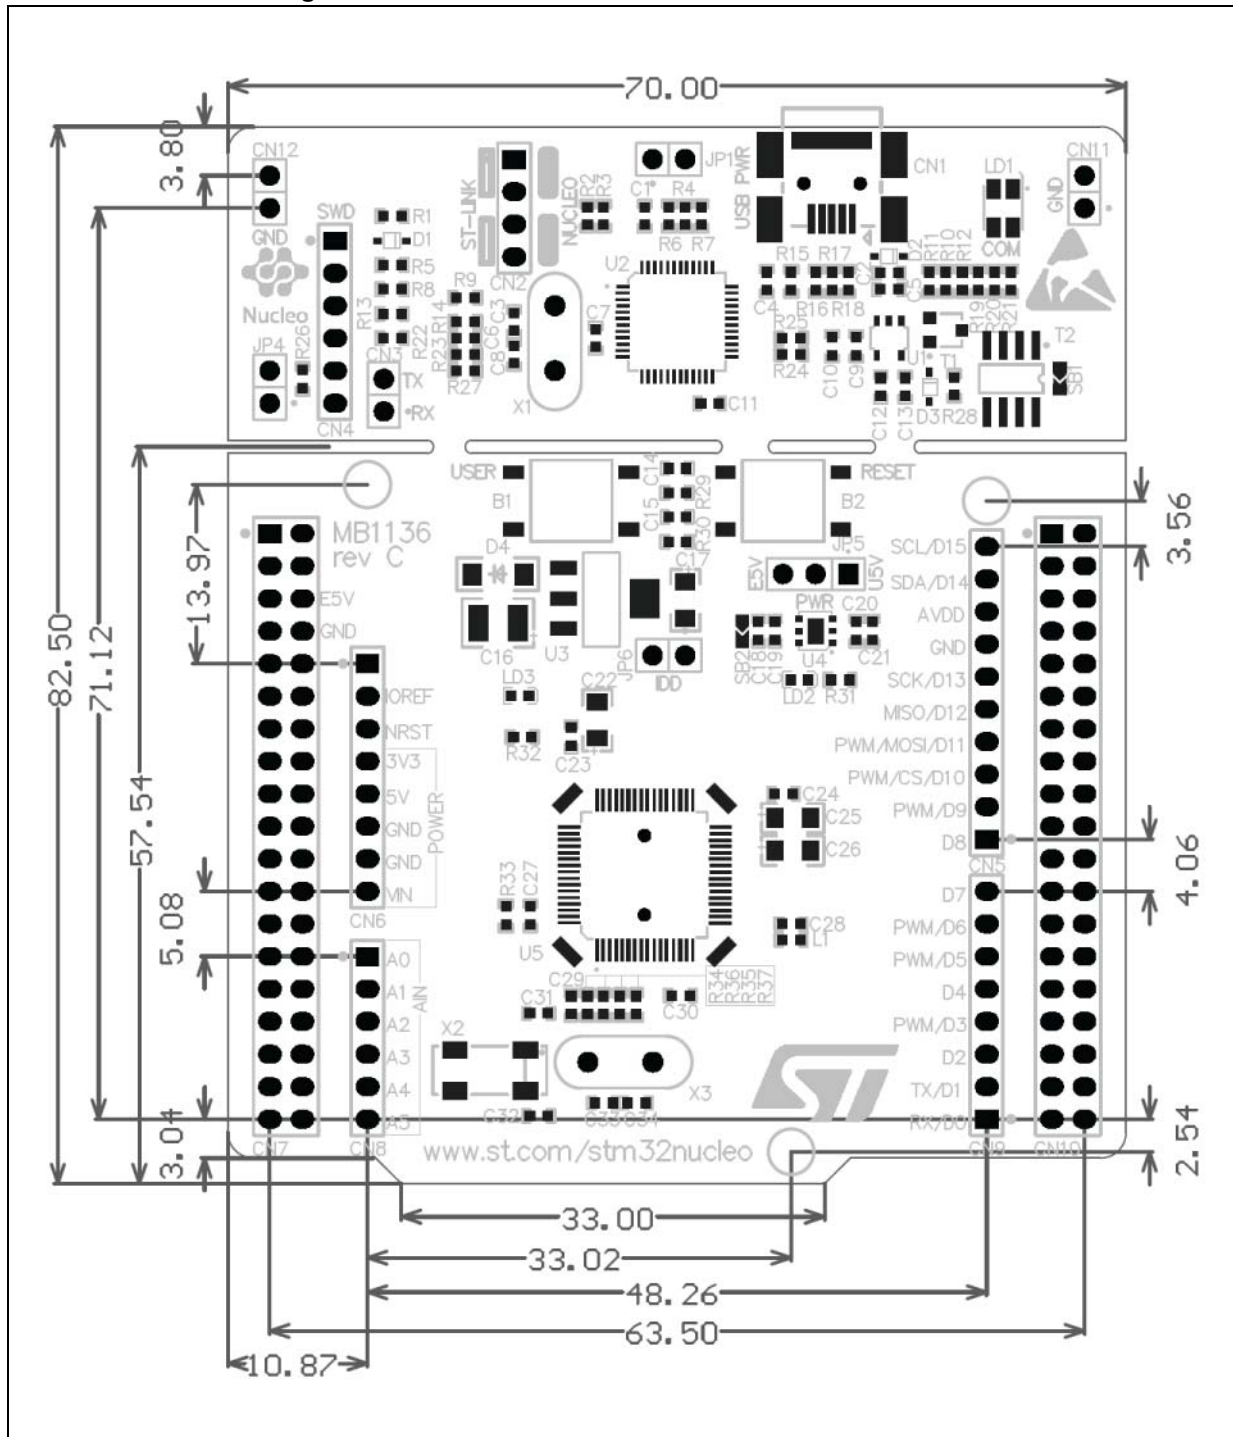 70.00
3.80
CN12
GND
SWD
R1
D1
R5
R8
R13
R22
Nucleo
JP4
R26
CN3
TX
RX
CN4
ST-LINK
NUCLEO
CN2
R2
R3
C1
R4
JP1
R6
R7
USB PWR
CN1
LD1
COM
CN11
GND
U2
R9
R14
R23
R27
C3
C6
C8
X1
C7
C11
R15
R17
C4
R16
R18
C2
D2
C5
R11
R10
R12
R25
R24
C10
C9
U1
T1
R19
R20
R21
T2
SB1
C12
C13
D3
R28
USER
B1
C14
C15
R29
R30
B2
RESET
MB1136
rev C
D4
C17
E5V
JP5
U5V
PWR
C16
U3
JP6
IDD
SB2
C18
C19
U4
C20
C21
LD3
C22
LD2
R31
R32
C23
E5V
GND
IOREF
NRST
3V3
5V
GND
GND
VIN
POWER
CN6
A0
A1
A2
A3
A4
A5
AIN
CN8
CN7
SCL/D15
SDA/D14
AVDD
GND
SCK/D13
MISO/D12
PWM/MOSI/D11
PWM/CS/D10
PWM/D9
D8
CN5
D7
PWM/D6
PWM/D5
D4
PWM/D3
D2
TX/D1
RX/D0
CN9
CN10
C24
C25
C26
R33
C27
U5
C28
L1
C29
R34
R36
R35
R37
C31
C30
X2
X3
C32
C33
C34
ST
www.st.com/stm32nucleo
82.50
71.12
57.54
13.97
5.08
3.04
3.56
4.06
2.54
33.00
33.02
48.26
63.50
10.87